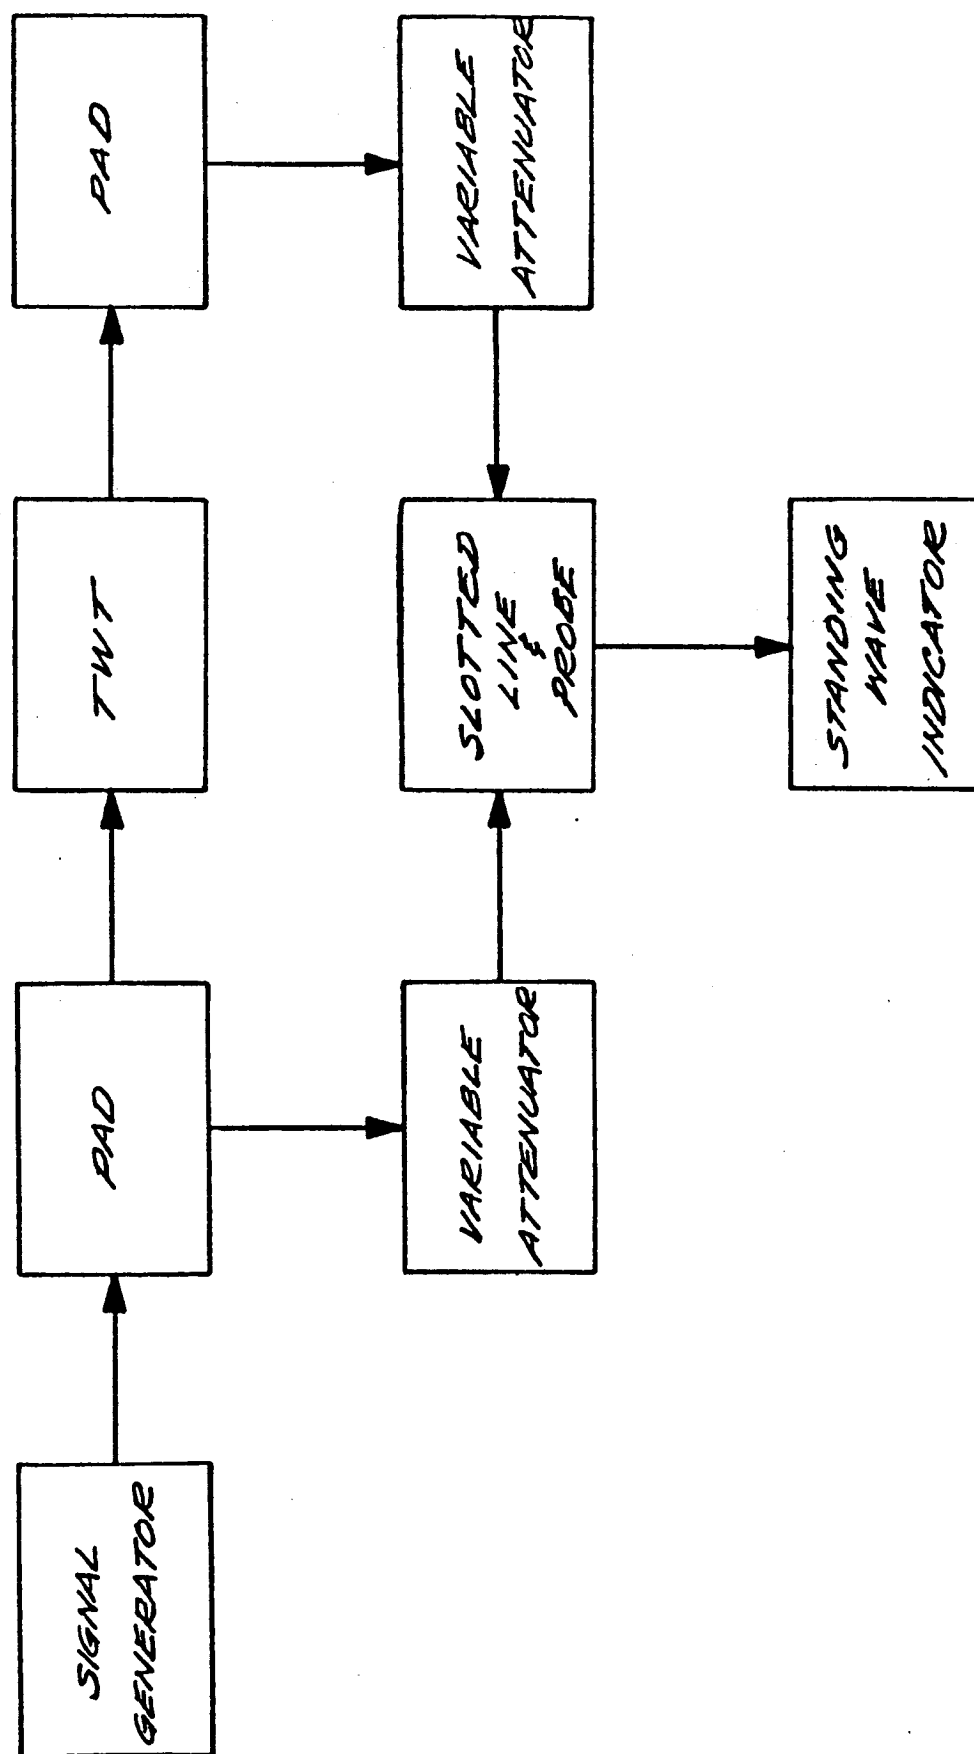 SIGNAL
GENERATOR
PAD
TWT
PAD
VARIABLE
ATTENUATOR
SLOTTED
LINE
&
PROBE
VARIABLE
ATTENUATOR
STANDING
WAVE
INDICATOR